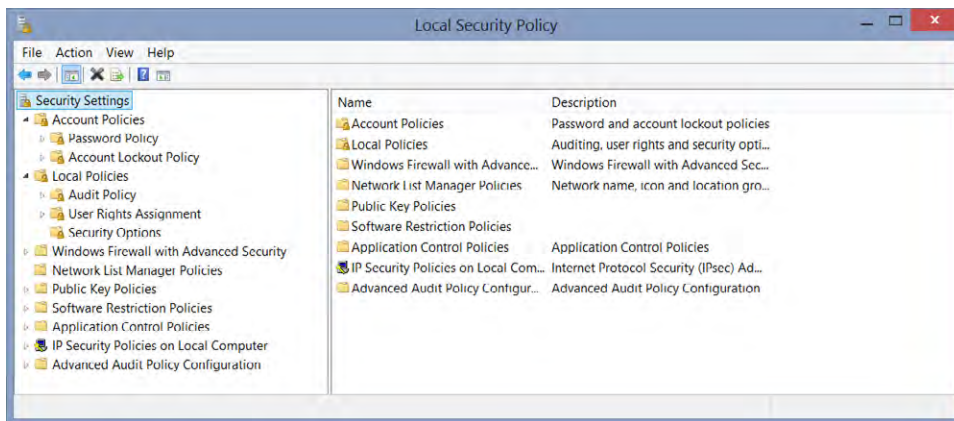 Local Security Policy
File Action View Help
Security Settings
Account Policies
Password Policy
Account Lockout Policy
Local Policies
Audit Policy
User Rights Assignment
Security Options
Windows Firewall with Advanced Security
Network List Manager Policies
Public Key Policies
Software Restriction Policies
Application Control Policies
IP Security Policies on Local Computer
Advanced Audit Policy Configuration
Name Description
Account Policies Password and account lockout policies
Local Policies Auditing, user rights and security opti...
Windows Firewall with Advance... Windows Firewall with Advanced Sec...
Network List Manager Policies Network name, icon and location gro...
Public Key Policies
Software Restriction Policies
Application Control Policies Application Control Policies
IP Security Policies on Local Com... Internet Protocol Security (IPsec) Ad...
Advanced Audit Policy Configur... Advanced Audit Policy Configuration